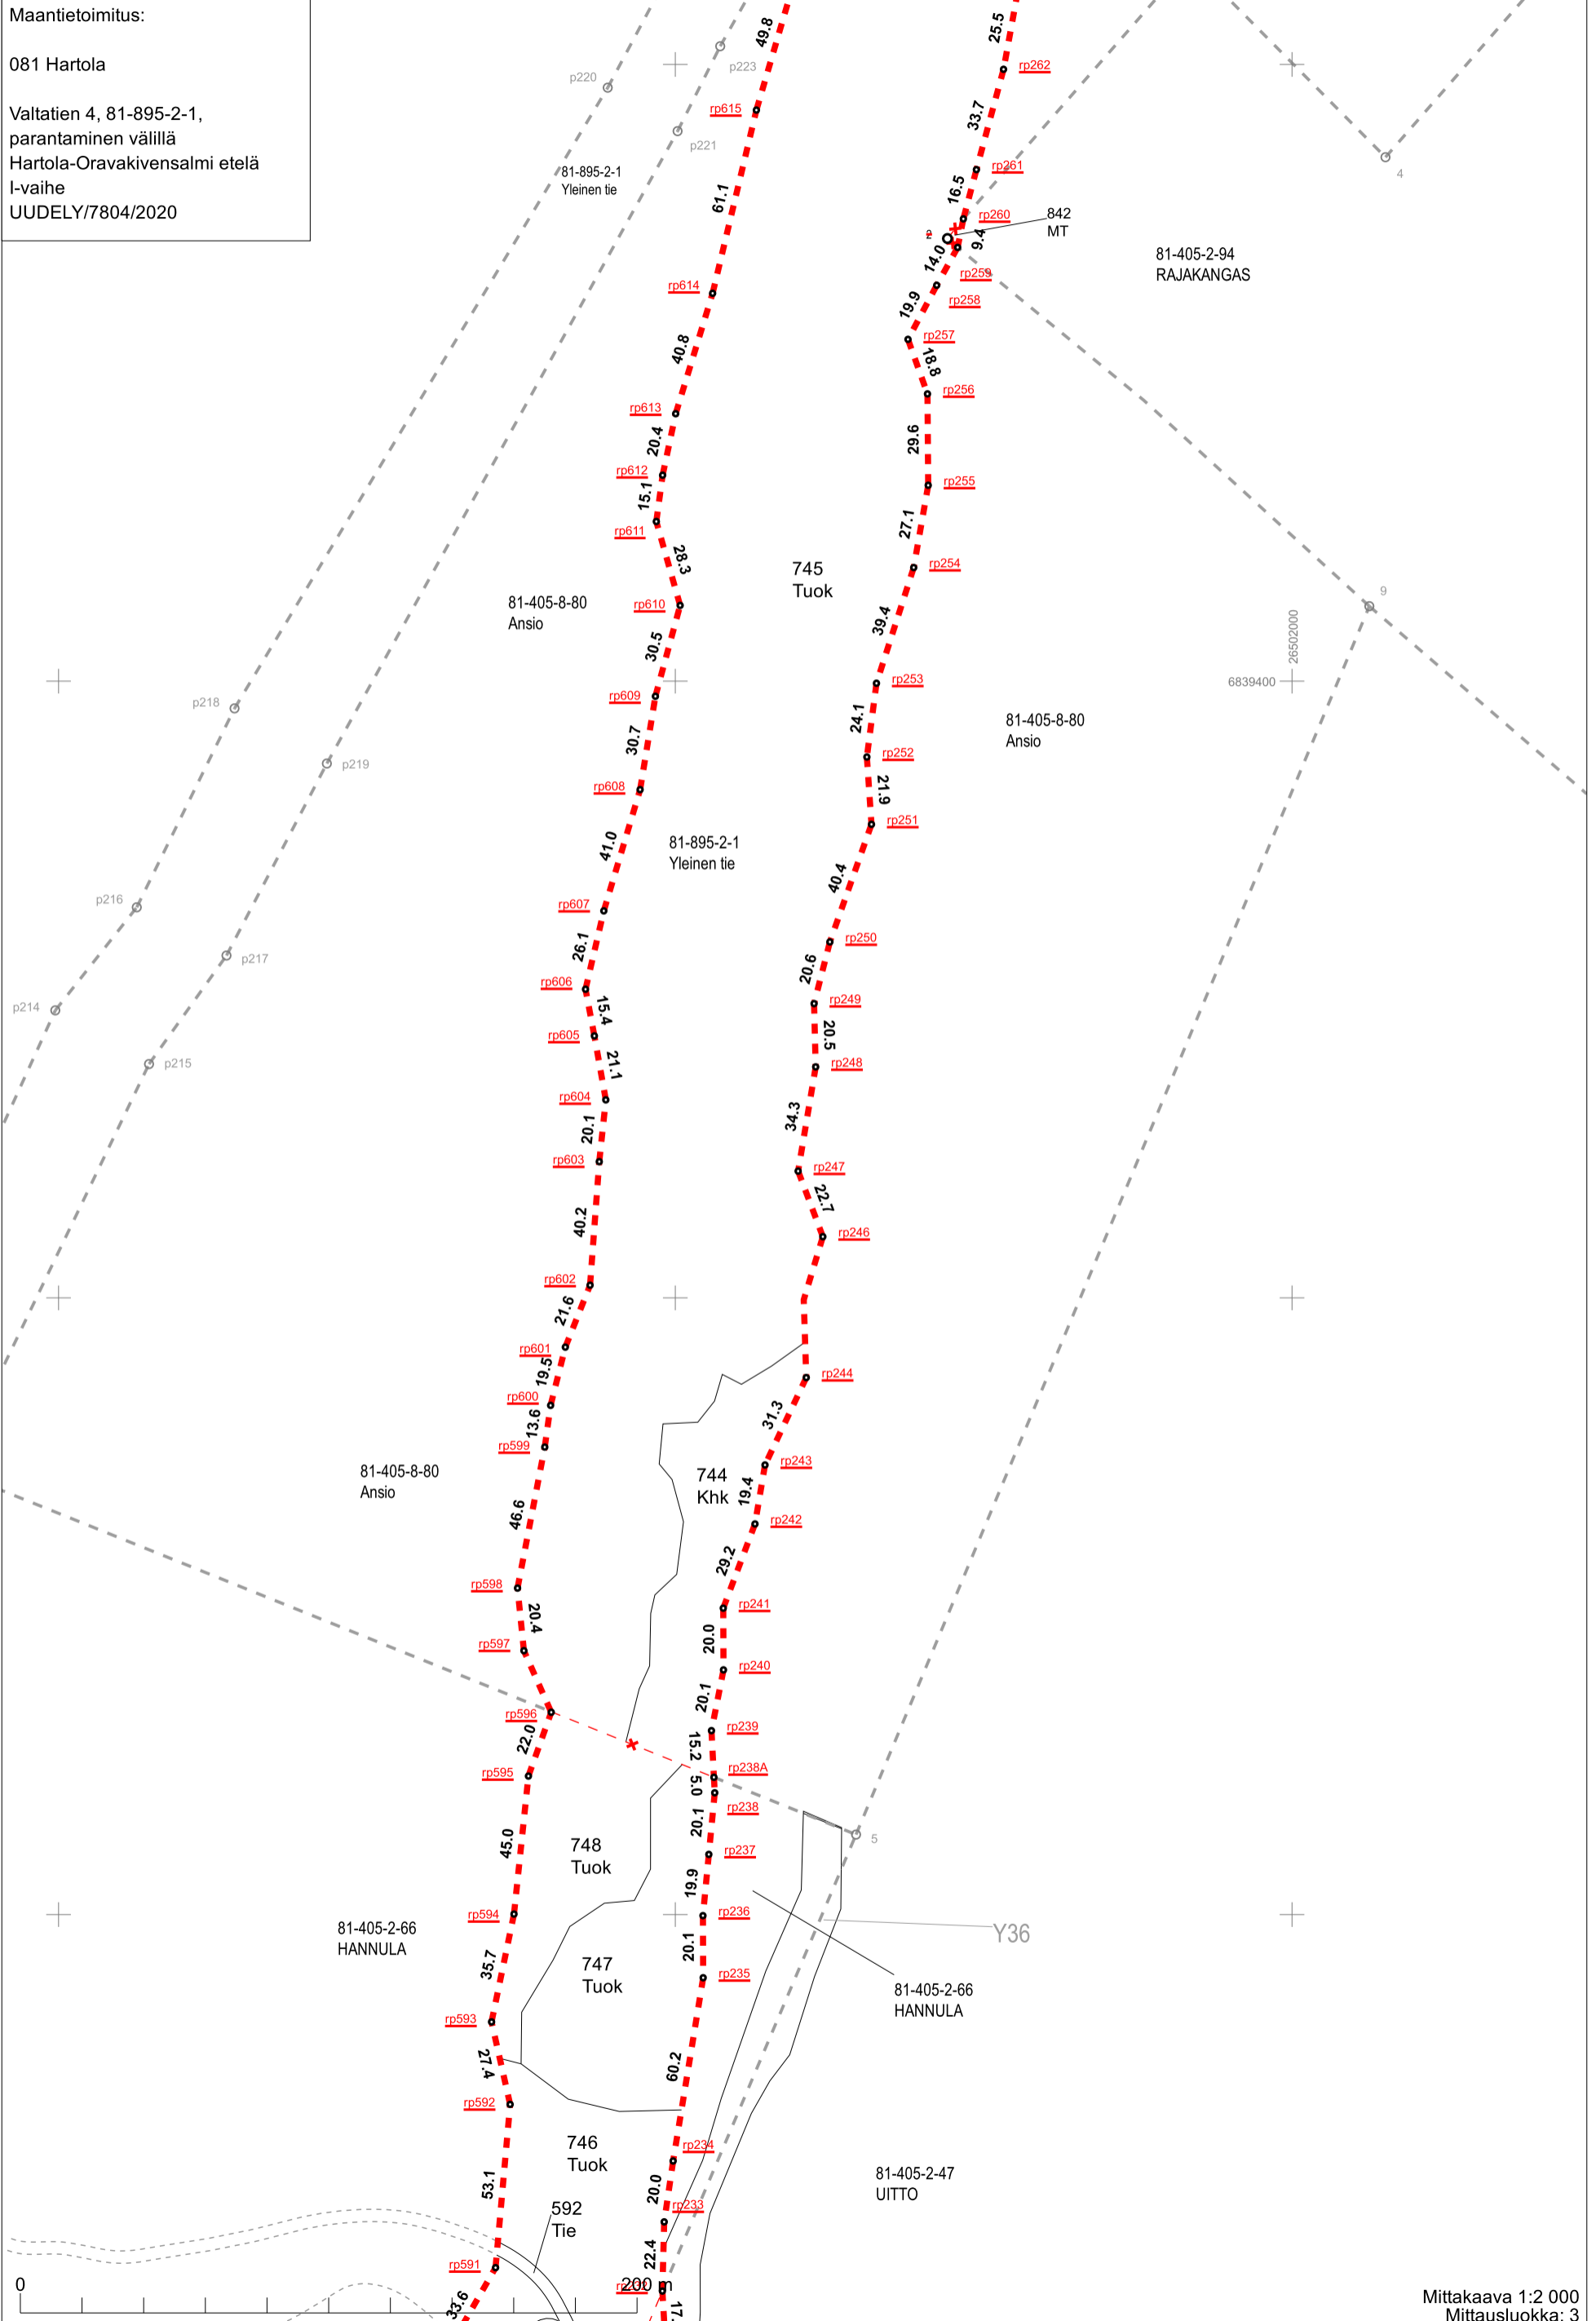 Maantietoimitus:
081 Hartola
Valtatien 4, 81-895-2-1,
parantaminen välillä
Hartola-Oravakivensalmi etelä
I-vaihe
UUDELY/7804/2020
49.8
25.5
rp262
p223
p220
rp615
33.7
p221
4
81-895-2-1
Yleinen tie
rp261
61.1
16.5
rp260
842
MT
2
9.4
14.0
81-405-2-94
RAJAKANGAS
rp259
rp614
rp258
19.9
rp257
40.8
18.8
rp256
rp613
20.4
29.6
rp612
rp255
15.1
rp611
27.1
28.3
745
Tuok
rp254
9
81-405-8-80
Ansio
rp610
39.4
26502000
30.5
rp253
6839400
rp609
p218
81-405-8-80
Ansio
24.1
30.7
rp252
p219
rp608
21.9
rp251
81-895-2-1
Yleinen tie
41.0
40.4
p216
rp607
rp250
26.1
p217
20.6
rp606
rp249
p214
15.4
rp605
20.5
p215
21.1
rp248
rp604
34.3
20.1
rp603
rp247
22.7
40.2
rp246
rp602
21.6
rp601
19.5
rp244
rp600
13.6
31.3
rp599
rp243
81-405-8-80
Ansio
744
Khk
19.4
46.6
rp242
29.2
rp598
rp241
20.4
20.0
rp597
rp240
20.1
rp596
rp239
22.0
15.2
rp595
rp238A
5.0
rp238
20.1
5
45.0
748
Tuok
rp237
19.9
rp594
rp236
81-405-2-66
HANNULA
Y36
20.1
35.7
747
Tuok
rp235
81-405-2-66
HANNULA
rp593
27.4
60.2
rp592
746
Tuok
rp234
53.1
81-405-2-47
UITTO
20.0
rp233
592
Tie
22.4
rp591
0
200 m
33.6
17.
Mittakaava 1:2 000
Mittausluokka: 3